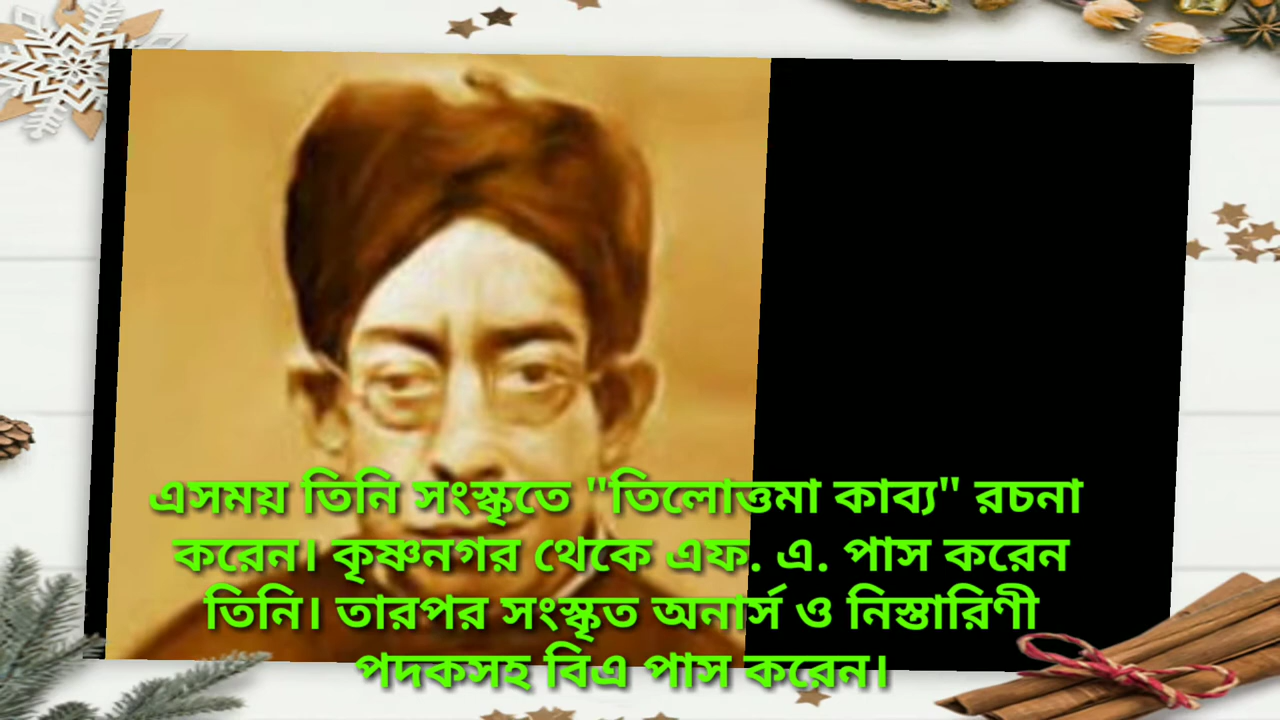 এসময় তিনি সংস্কৃতে "তিলোত্তমা কাব্য" রচনা
করেন। কৃষ্ণনগর থেকে এফ. এ. পাস করেন
তিনি। তারপর সংস্কৃত অনার্স ও নিস্তারিণী
পদকসহ বিএ পাস করেন।